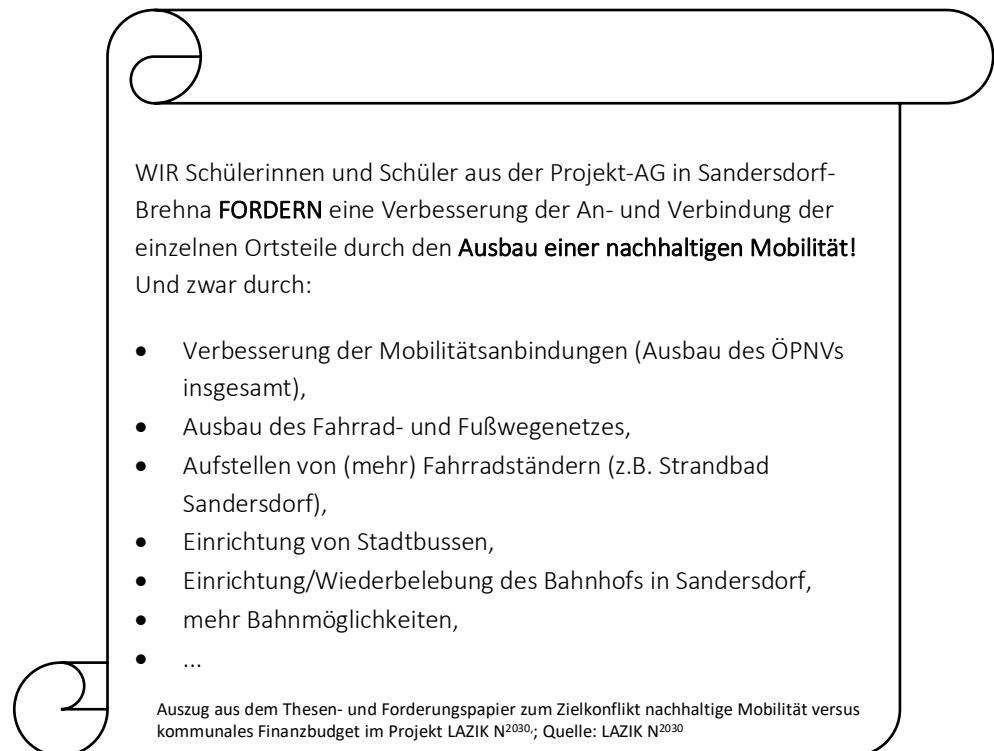 WIR Schülerinnen und Schüler aus der Projekt-AG in Sandersdorf-
Brehna FORDERN eine Verbesserung der An- und Verbindung der
einzelnen Ortsteile durch den Ausbau einer nachhaltigen Mobilität!
Und zwar durch:
• Verbesserung der Mobilitätsanbindungen (Ausbau des ÖPNVs
insgesamt),
• Ausbau des Fahrrad- und Fußwegenetzes,
• Aufstellen von (mehr) Fahrradständern (z.B. Strandbad
Sandersdorf),
• Einrichtung von Stadtbussen,
• Einrichtung/Wiederbelebung des Bahnhofs in Sandersdorf,
• mehr Bahnmöglichkeiten,
• ...
Auszug aus dem Thesen- und Forderungspapier zum Zielkonflikt nachhaltige Mobilität versus
kommunales Finanzbudget im Projekt LAZIK N²⁰³⁰,; Quelle: LAZIK N²⁰³⁰